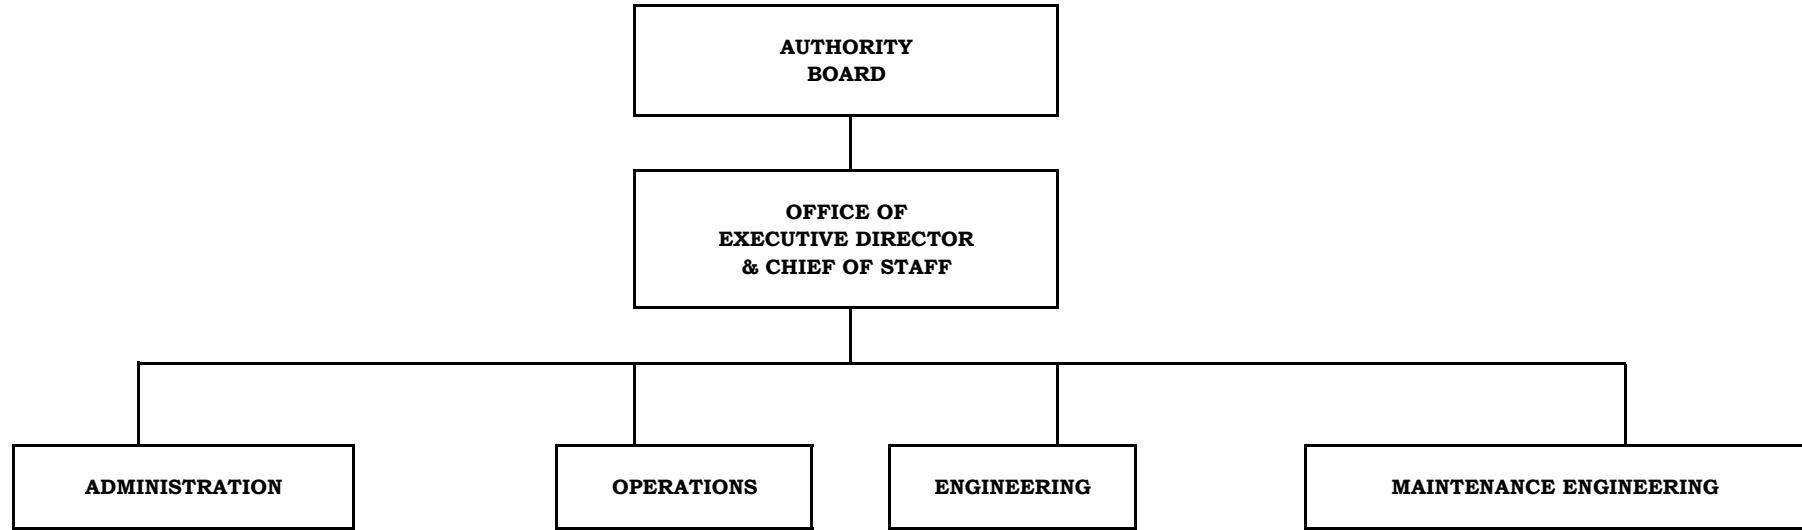 AUTHORITY
BOARD
OFFICE OF
EXECUTIVE DIRECTOR
& CHIEF OF STAFF
ADMINISTRATION
OPERATIONS
ENGINEERING
MAINTENANCE ENGINEERING